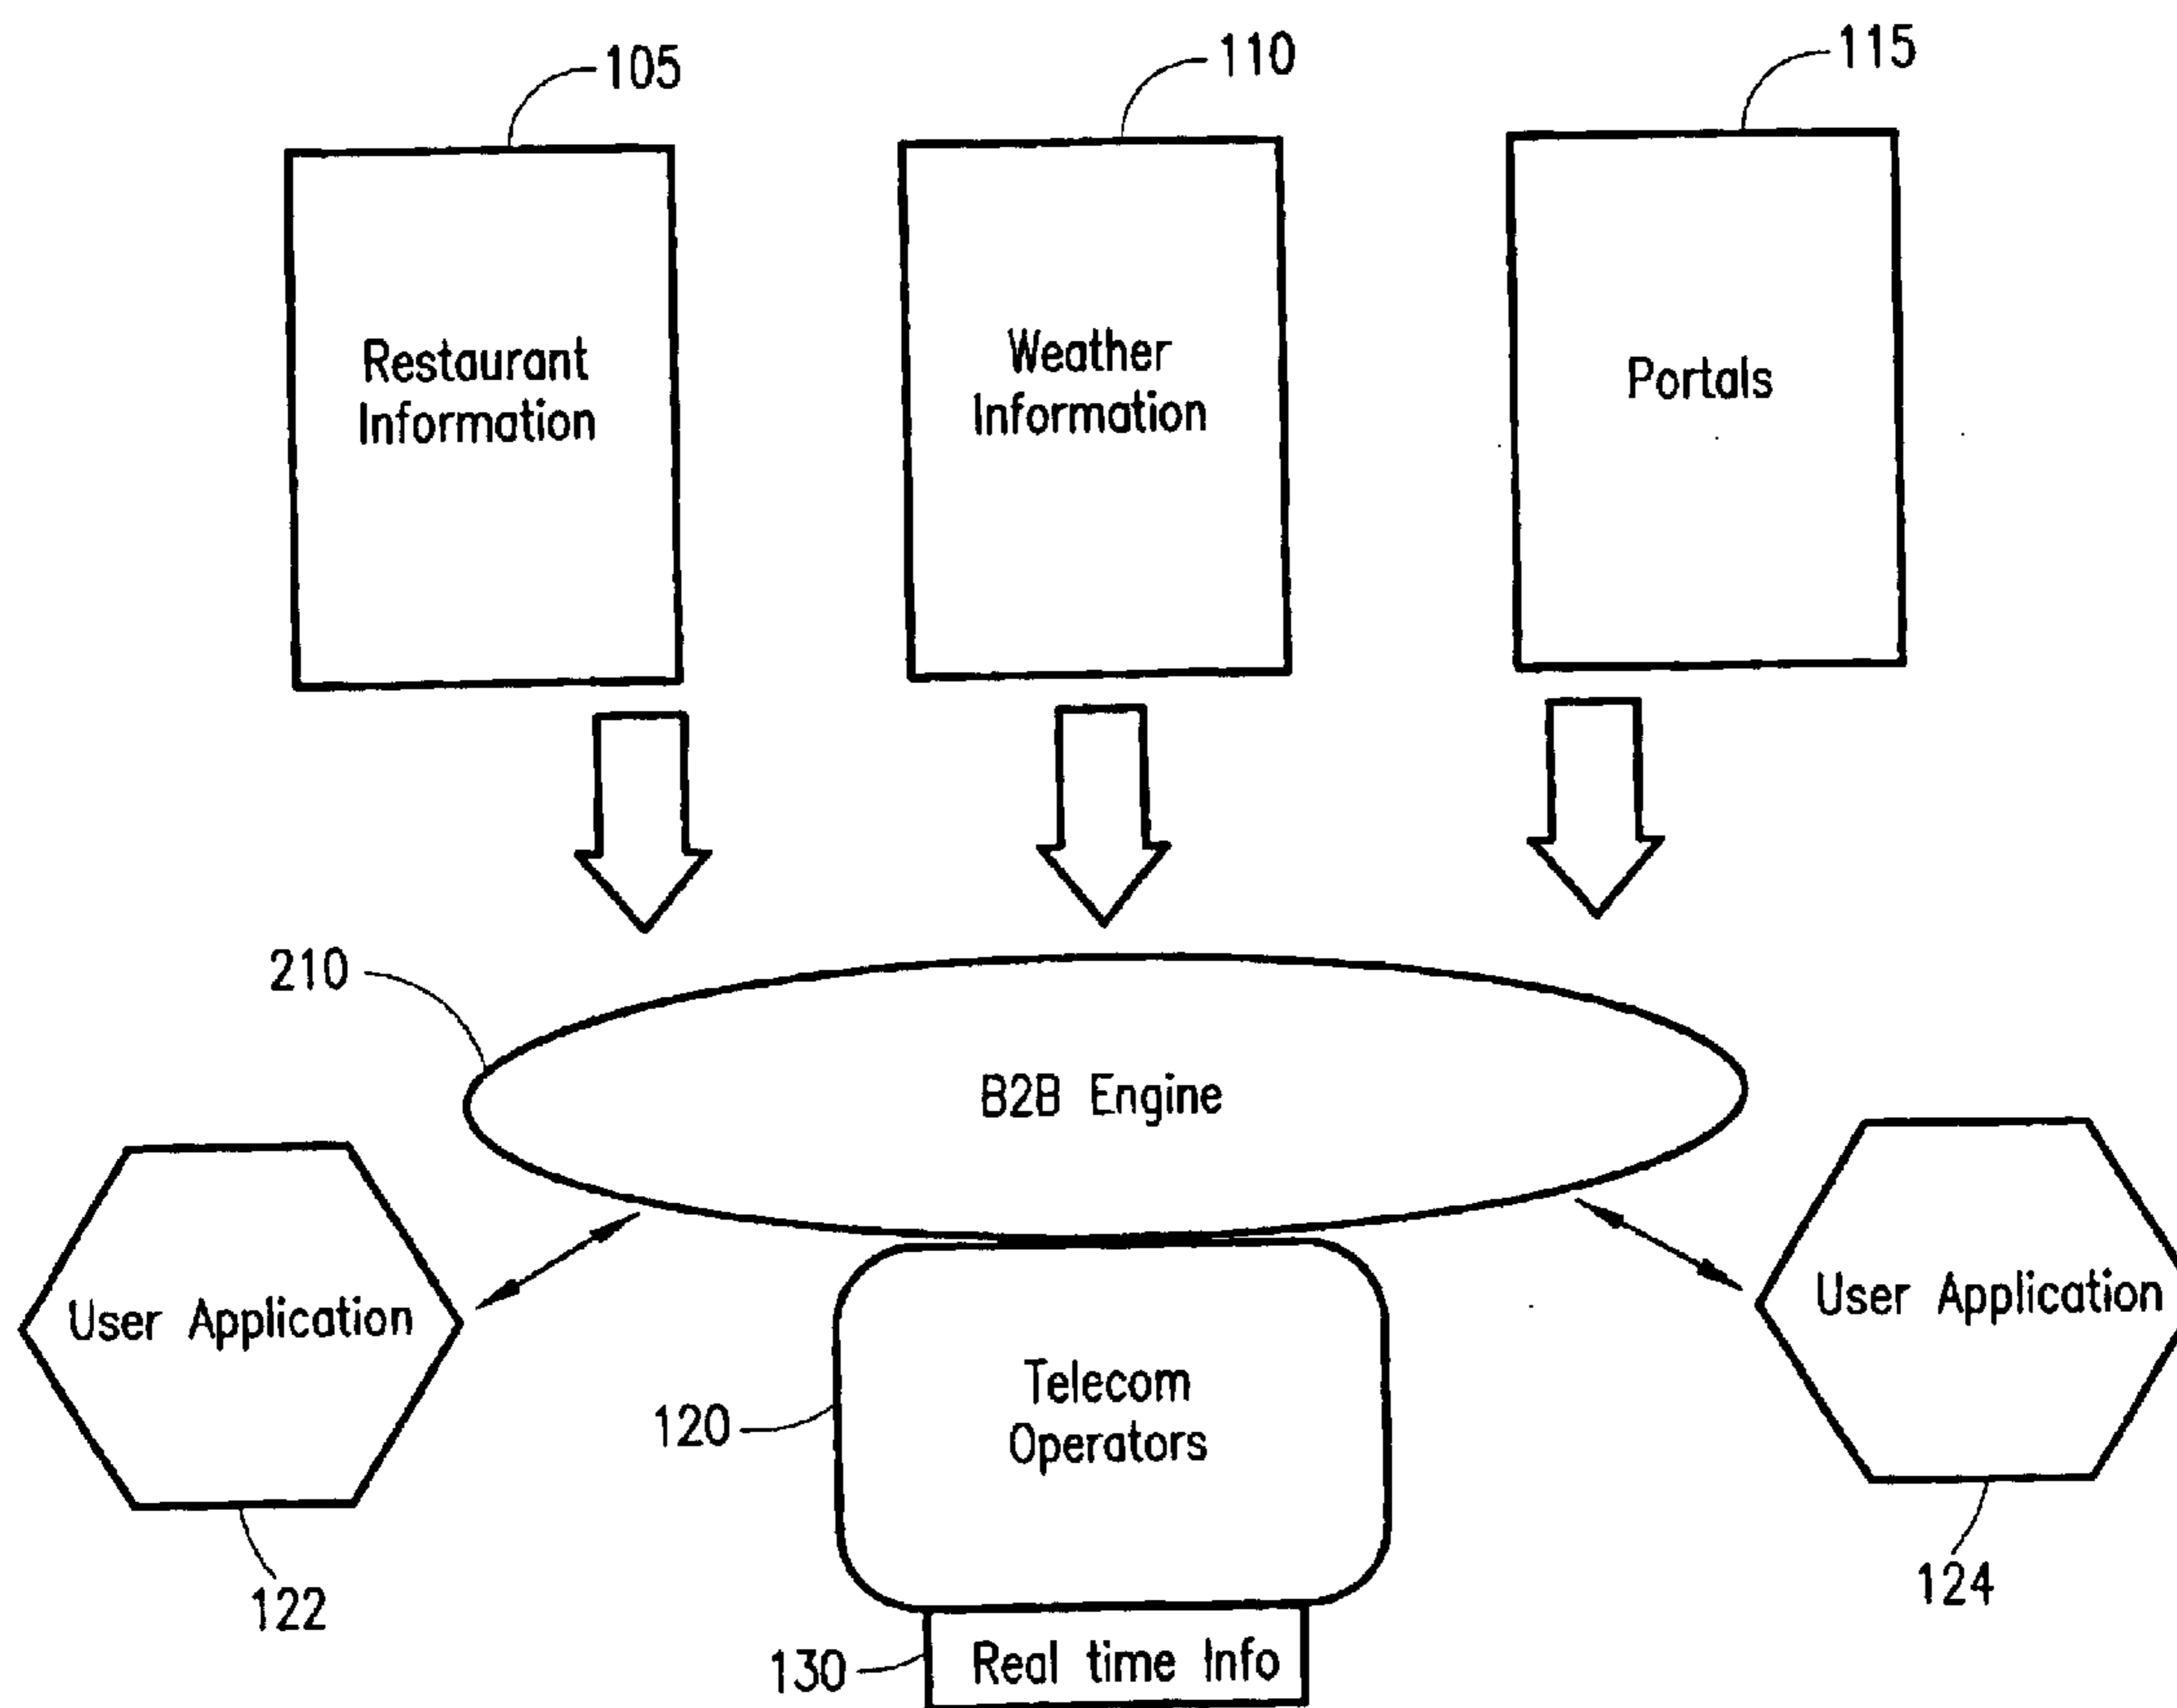 105
110
115
Restaurant
Information
Weather
Information
Portals
210
B2B Engine
User Application
User Application
Telecom
Operators
120
122
124
130
Real time Info